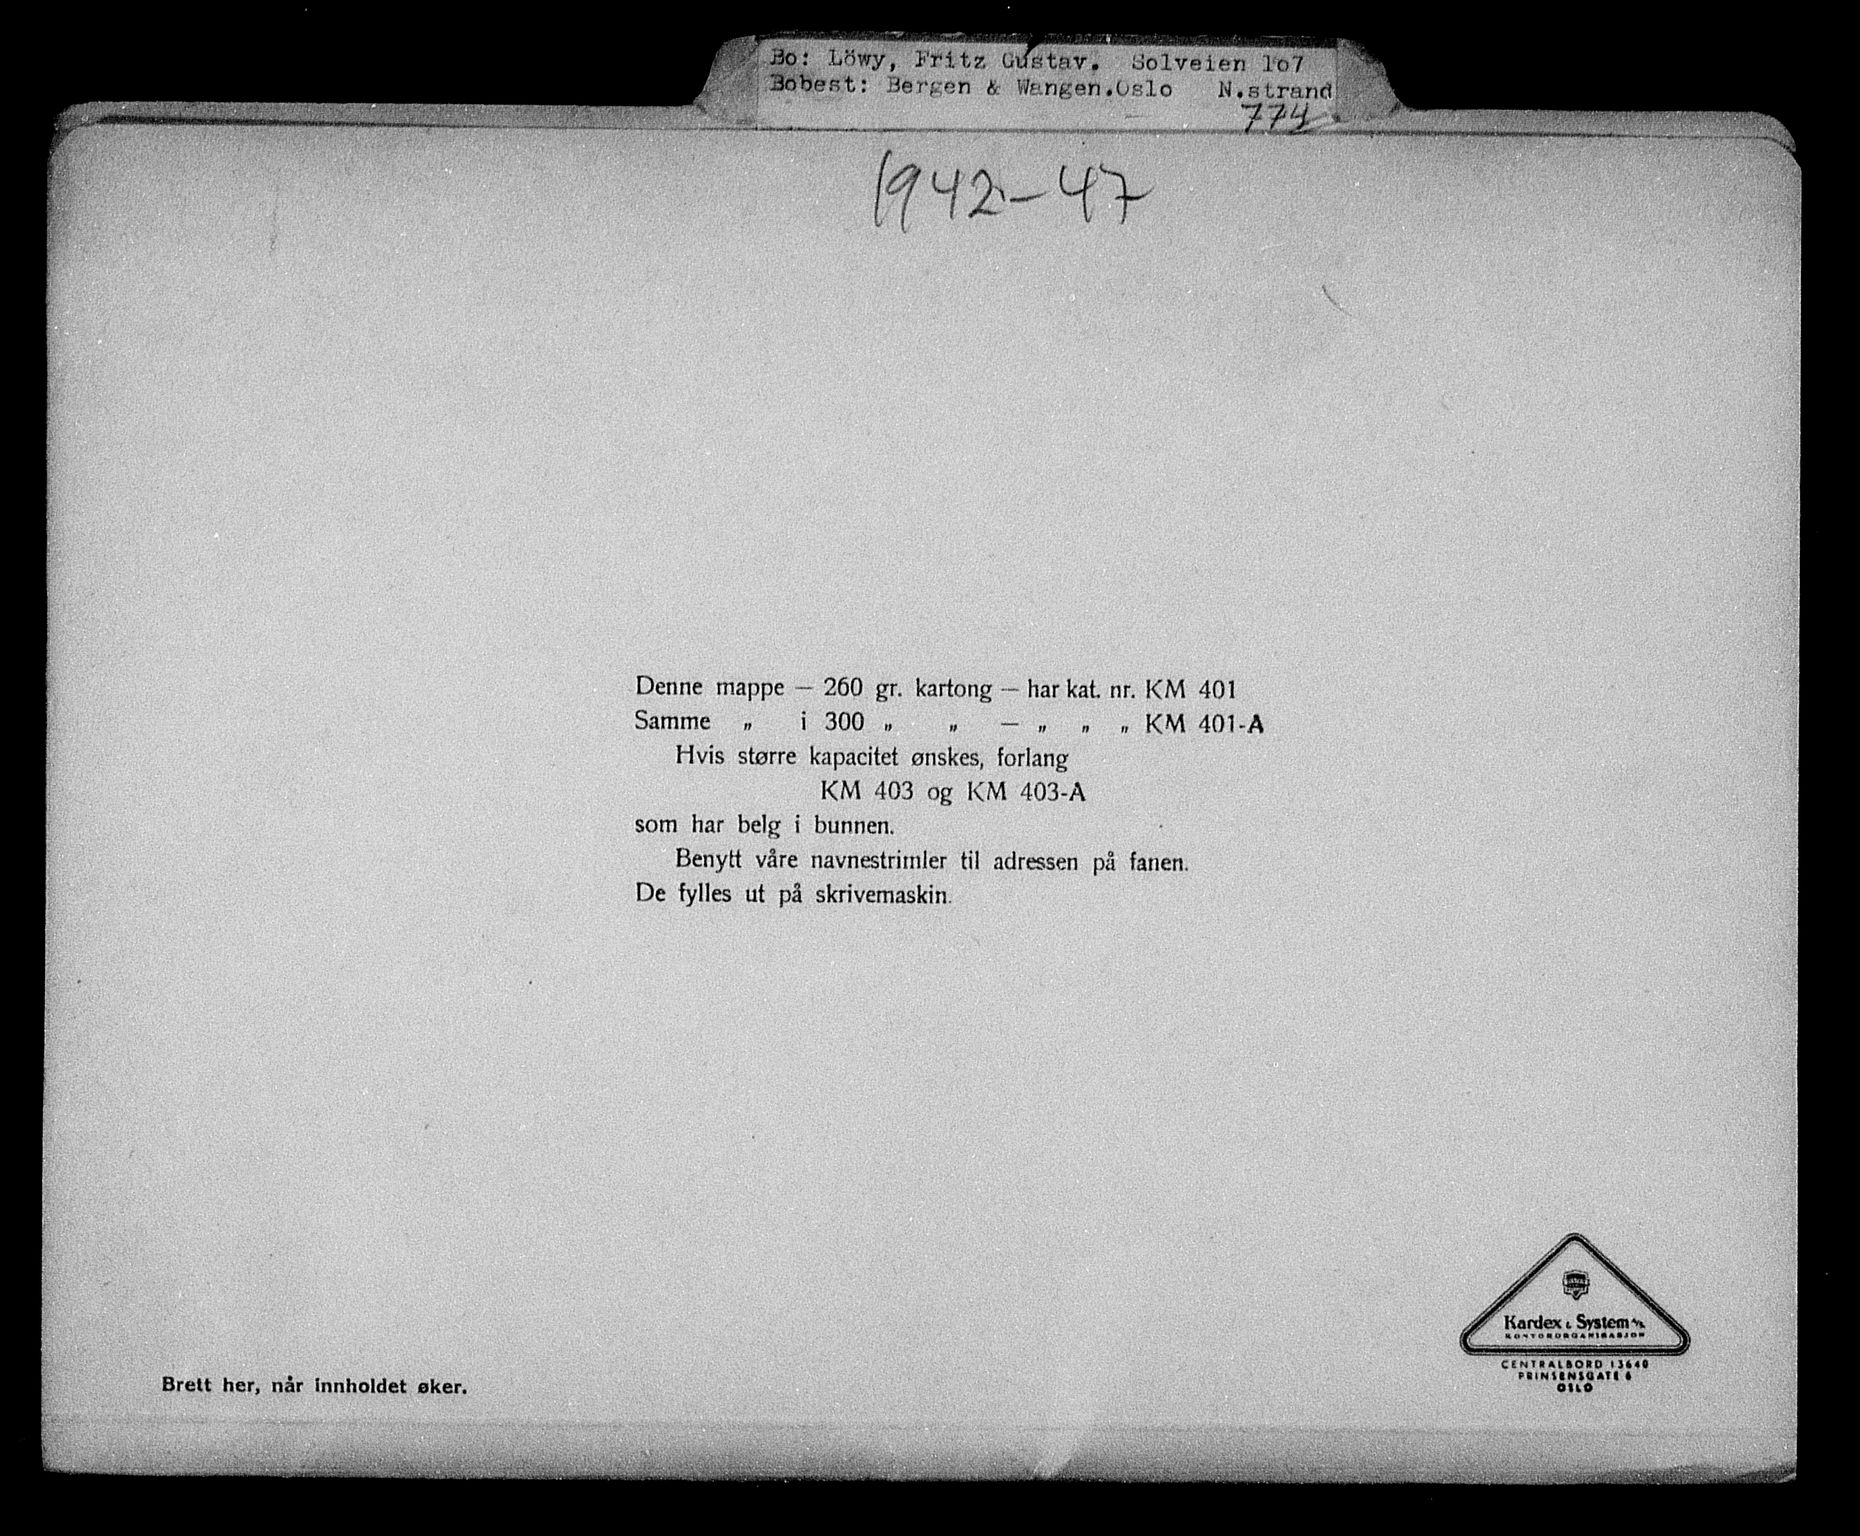 Bo: Löwy, Fritz Gustav. Solveien 1o7
Bobest: Bergen & Wangen.Oslo N.strand
774
1942-47
Denne mappe — 260 gr. kartong — har kat. nr. KM 401
Samme „ i 300 „ „ — „ „ „ KM 401-A
Hvis større kapacitet ønskes, forlang
KM 403 og KM 403-A
som har belg i bunnen.
Benytt våre navnestrimler til adressen på fanen.
De fylles ut på skrivemaskin.
Kardex & System A/S
KONTORORGANISASJON
CENTRALBORD 13640
PRINSENSGATE 6
OSLO
Brett her, når innholdet øker.